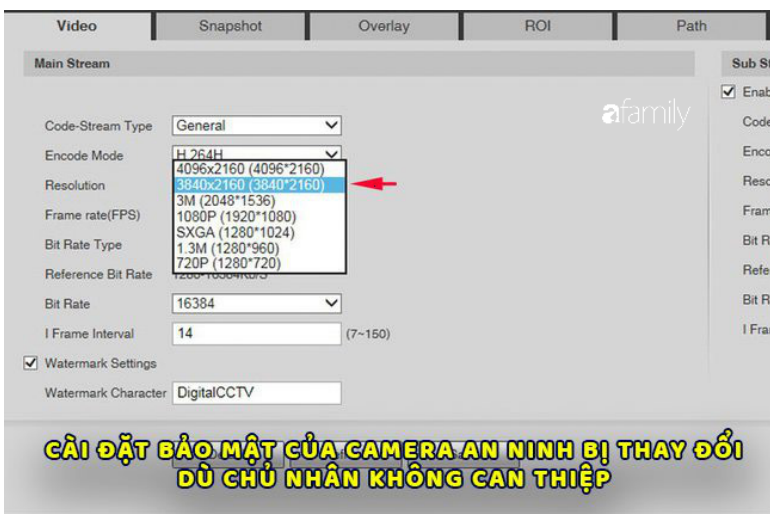 Video Snapshot Overlay ROI Path
Main Stream
Sub St
afamily
Enab
Code-Stream Type General
Code
Encode Mode H.264H
Enco
4096x2160 (4096*2160)
Resolution 3840x2160 (3840*2160)
Reso
3M (2048*1536)
Frame rate(FPS) 1080P (1920*1080)
Fram
SXGA (1280*1024)
Bit Rate Type 1.3M (1280*960)
Bit R
720P (1280*720)
Reference Bit Rate
Refe
Bit Rate 16384
Bit R
I Frame Interval 14 (7~150)
I Fra
Watermark Settings
Watermark Character DigitalCCTV
CÀI ĐẶT BẢO MẬT CỦA CAMERA AN NINH BỊ THAY ĐỔI
DÙ CHỦ NHÂN KHÔNG CAN THIỆP